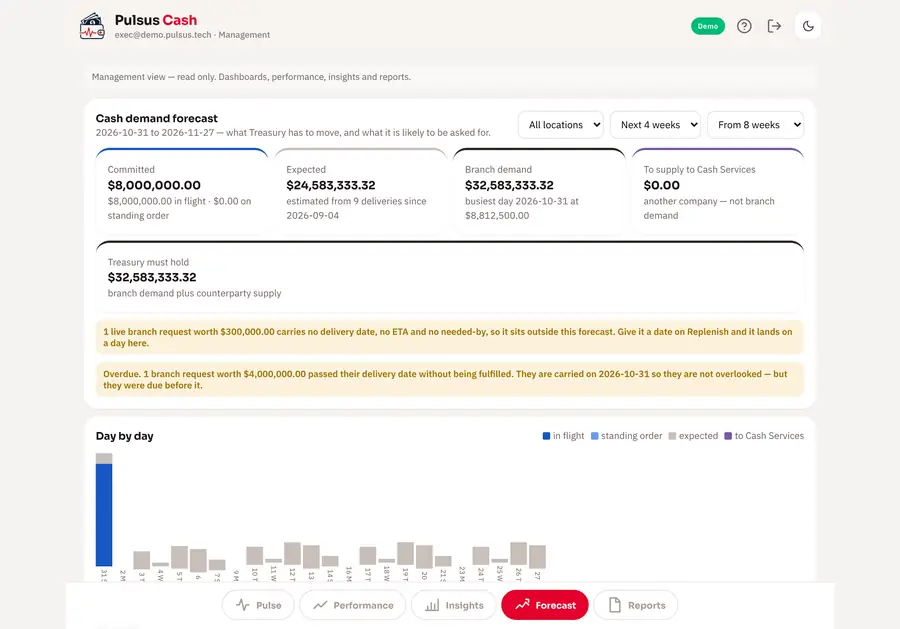 Pulsus Cash
exec@demo.pulsus.tech · Management
Demo
Management view — read only. Dashboards, performance, insights and reports.
Cash demand forecast
2026-10-31 to 2026-11-27 — what Treasury has to move, and what it is likely to be asked for.
All locations
Next 4 weeks
From 8 weeks
Committed
$8,000,000.00
$8,000,000.00 in flight · $0.00 on
standing order
Expected
$24,583,333.32
estimated from 9 deliveries since
2026-09-04
Branch demand
$32,583,333.32
busiest day 2026-10-31 at
$8,812,500.00
To supply to Cash Services
$0.00
another company — not branch
demand
Treasury must hold
$32,583,333.32
branch demand plus counterparty supply
1 live branch request worth $300,000.00 carries no delivery date, no ETA and no needed-by, so it sits outside this forecast. Give it a date on Replenish and it lands on
a day here.
Overdue. 1 branch request worth $4,000,000.00 passed their delivery date without being fulfilled. They are carried on 2026-10-31 so they are not overlooked — but
they were due before it.
Day by day
in flight
standing order
expected
to Cash Services
Pulse
Performance
Insights
Forecast
Reports